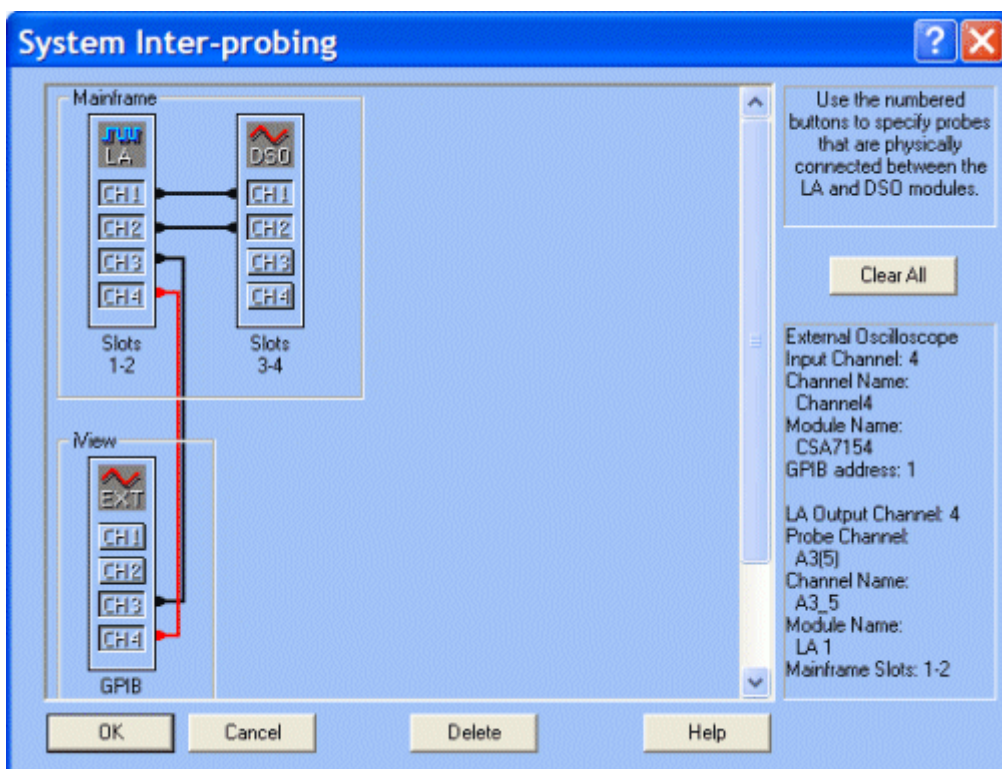 System Inter-probing
?
Mainframe
LA
CH1
CH2
CH3
CH4
Slots
1-2
DSO
CH1
CH2
CH3
CH4
Slots
3-4
iView
EXT
CH1
CH2
CH3
CH4
GPIB
Use the numbered
buttons to specify probes
that are physically
connected between the
LA and DSO modules.
Clear All
External Oscilloscope
Input Channel: 4
Channel Name:
Channel4
Module Name:
CSA7154
GPIB address: 1
LA Output Channel: 4
Probe Channel:
A3(5)
Channel Name:
A3_5
Module Name:
LA 1
Mainframe Slots: 1-2
OK
Cancel
Delete
Help